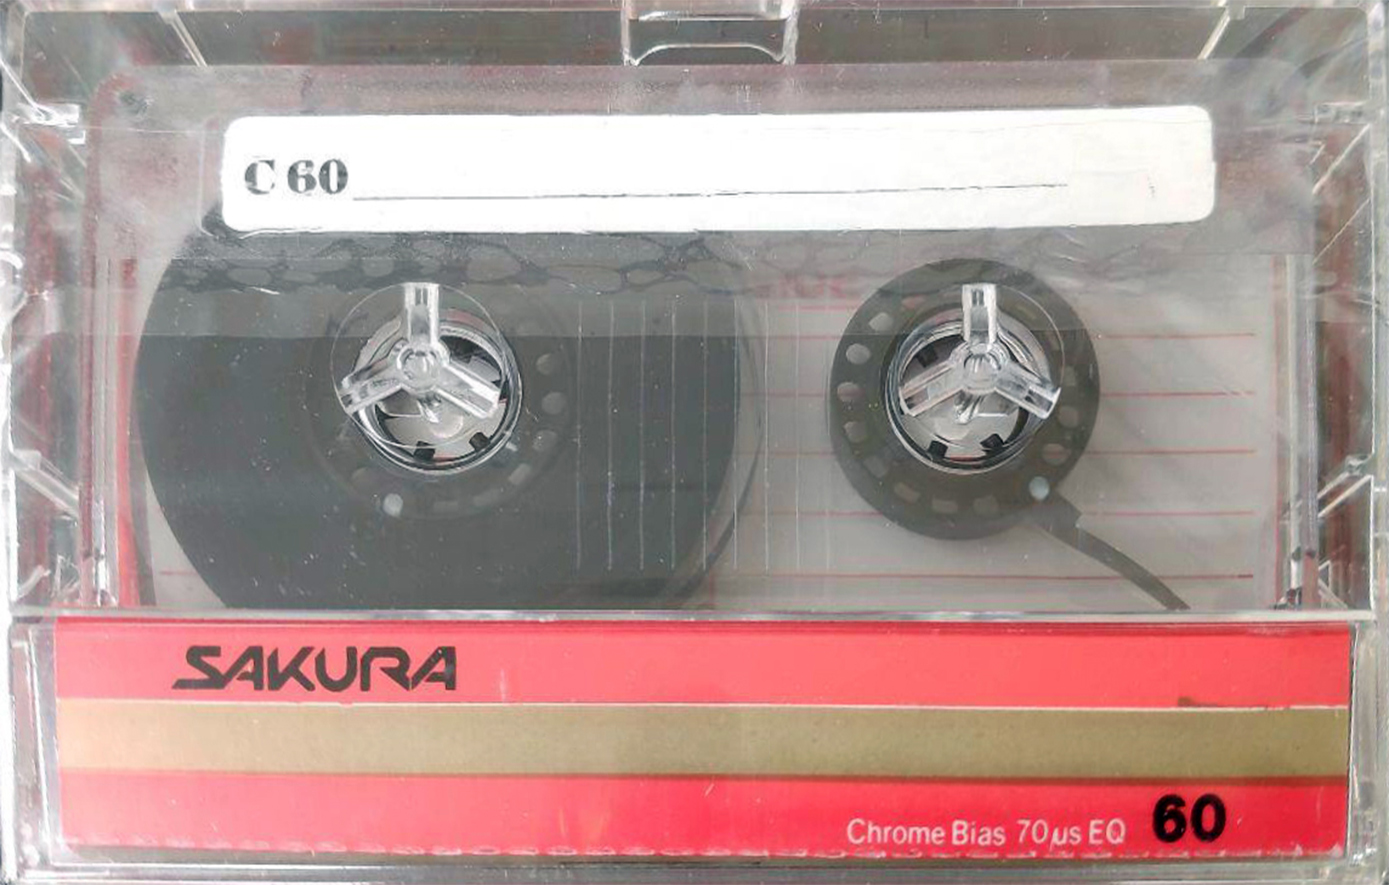 C 60
SAKURA
Chrome Bias 70µs EQ 60